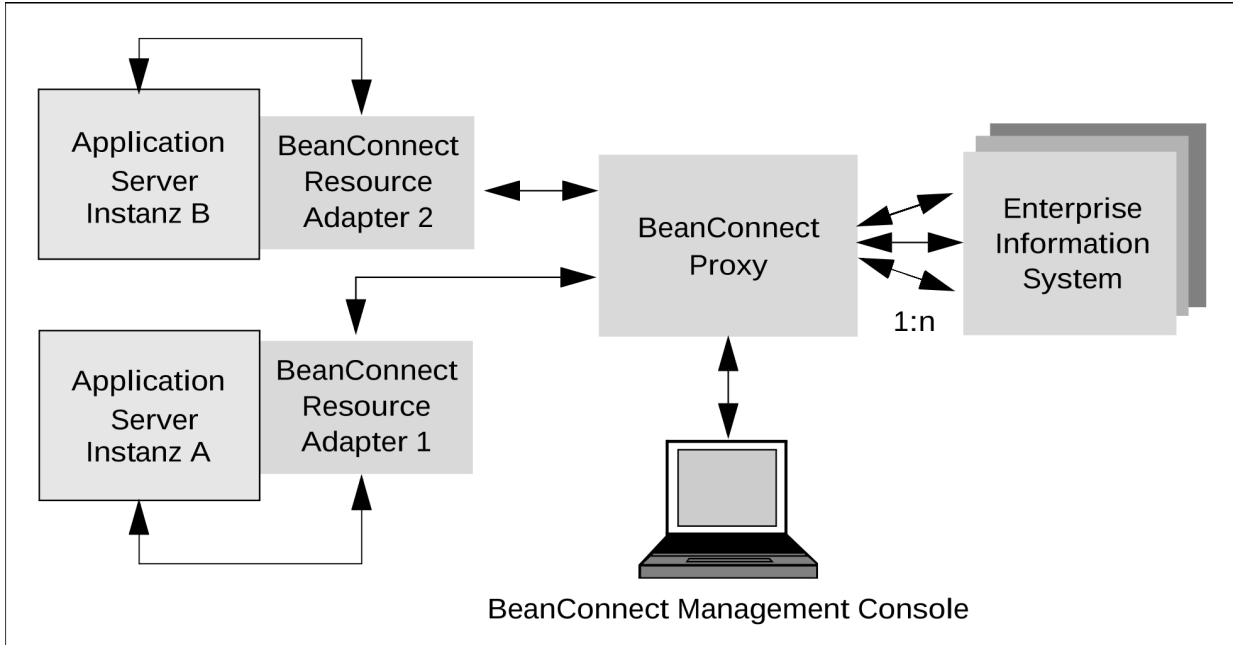 Application
Server
Instanz B
BeanConnect
Resource
Adapter 2
BeanConnect
Proxy
Enterprise
Information
System
1:n
Application
Server
Instanz A
BeanConnect
Resource
Adapter 1
BeanConnect Management Console